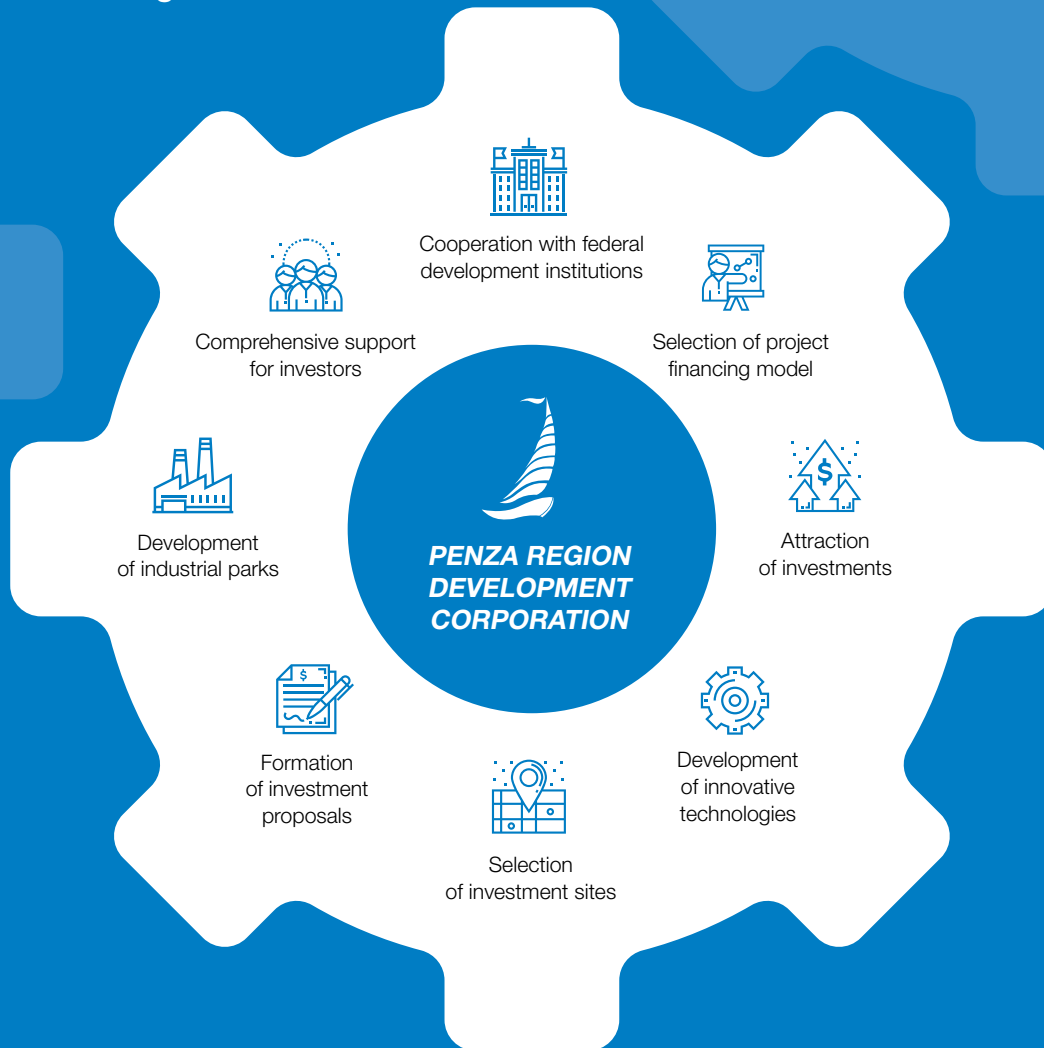 Cooperation with federal
development institutions
Selection of project
financing model
Attraction
of investments
Development
of innovative
technologies
Selection
of investment sites
Formation
of investment
proposals
Development
of industrial parks
Comprehensive support
for investors
PENZA REGION
DEVELOPMENT
CORPORATION